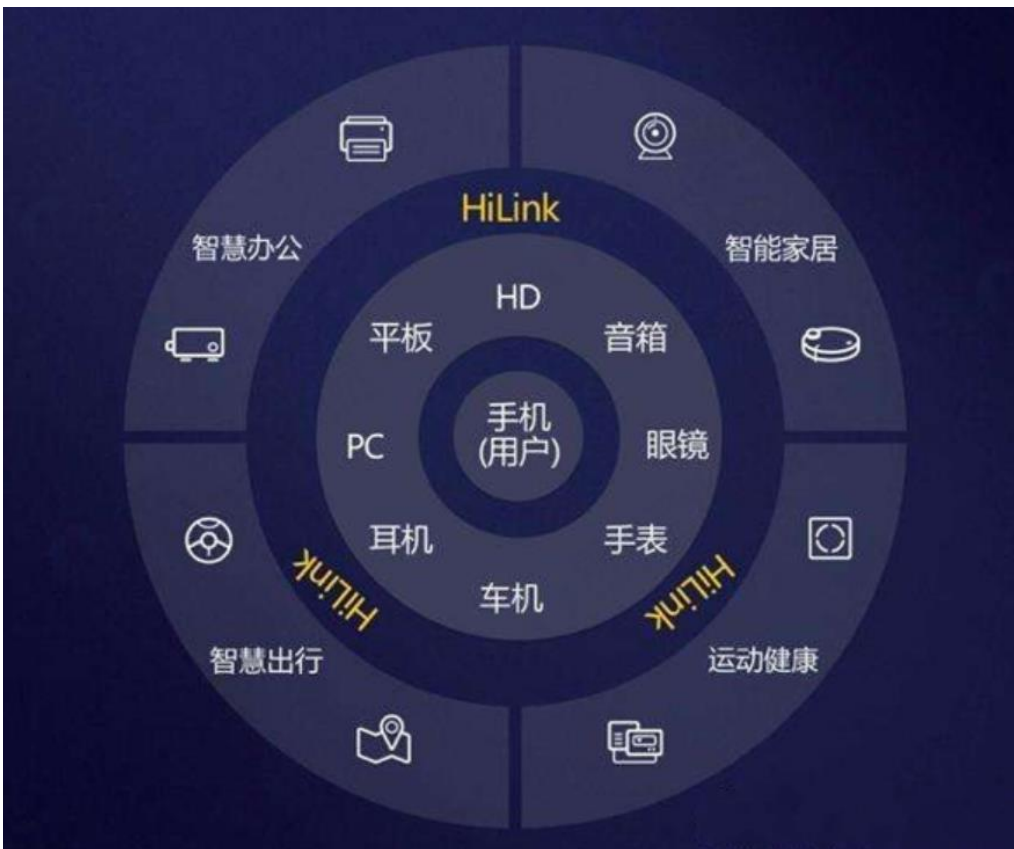 HiLink
智慧办公
智能家居
HD
平板
音箱
手机
(用户)
PC
眼镜
耳机
手表
HiLink
HiLink
车机
智慧出行
运动健康